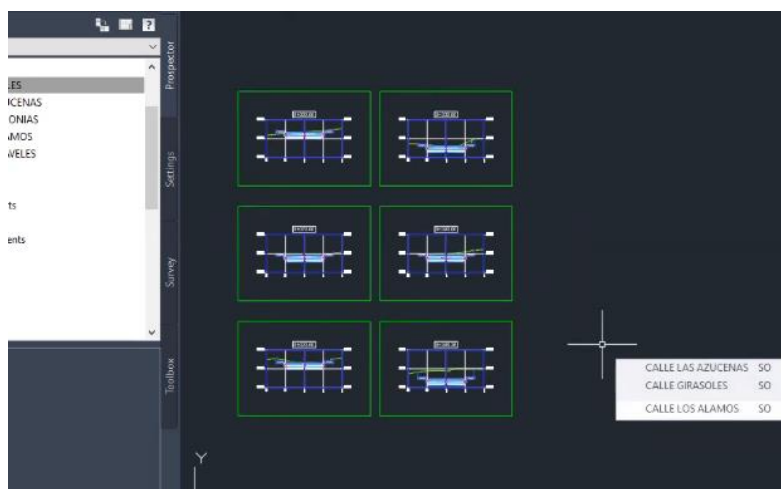 ?
Prospector
LES
UCENAS
ONIAS
AMOS
VELES
Settings
ts
ents
Survey
Toolbox
CALLE LAS AZUCENAS SO
CALLE GIRASOLES SO
CALLE LOS ALAMOS SO
Y